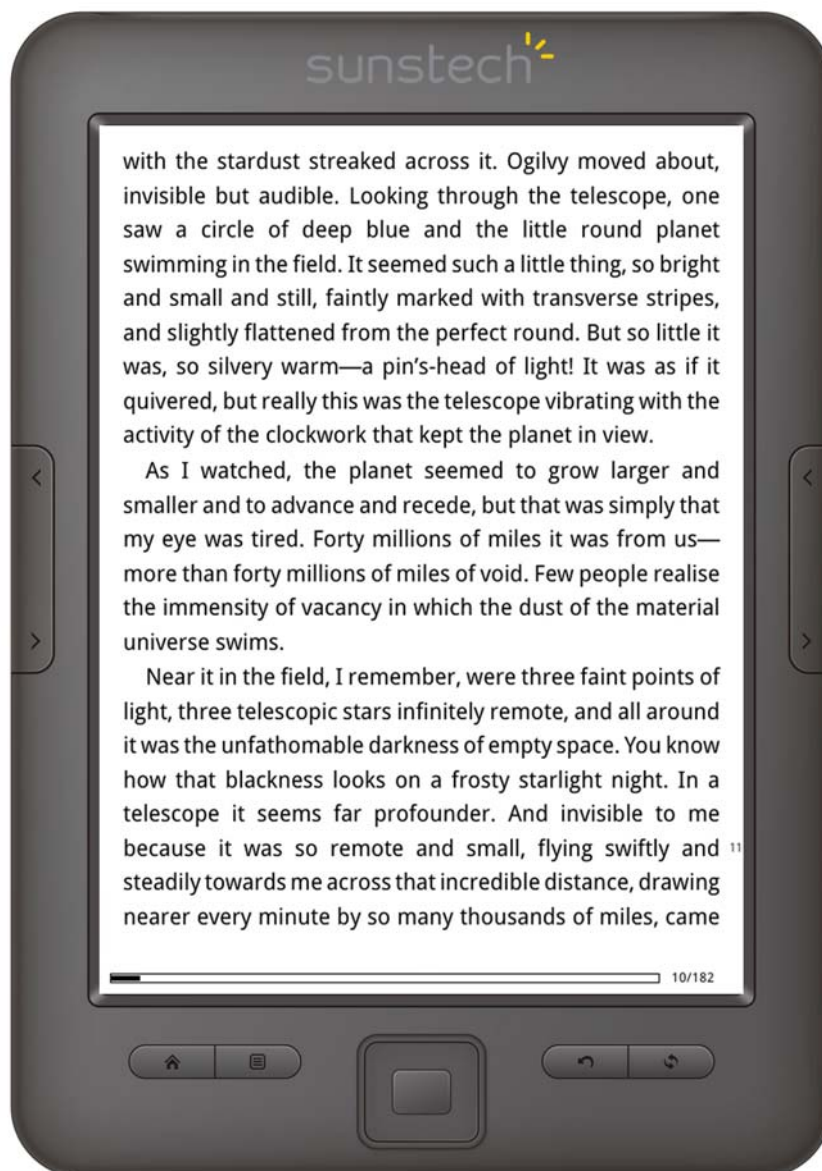 sunstech
with the stardust streaked across it. Ogilvy moved about,
invisible but audible. Looking through the telescope, one
saw a circle of deep blue and the little round planet
swimming in the field. It seemed such a little thing, so bright
and small and still, faintly marked with transverse stripes,
and slightly flattened from the perfect round. But so little it
was, so silvery warm—a pin’s-head of light! It was as if it
quivered, but really this was the telescope vibrating with the
activity of the clockwork that kept the planet in view.
As I watched, the planet seemed to grow larger and
smaller and to advance and recede, but that was simply that
my eye was tired. Forty millions of miles it was from us—
more than forty millions of miles of void. Few people realise
the immensity of vacancy in which the dust of the material
universe swims.
Near it in the field, I remember, were three faint points of
light, three telescopic stars infinitely remote, and all around
it was the unfathomable darkness of empty space. You know
how that blackness looks on a frosty starlight night. In a
telescope it seems far profounder. And invisible to me
because it was so remote and small, flying swiftly and 11
steadily towards me across that incredible distance, drawing
nearer every minute by so many thousands of miles, came
10/182